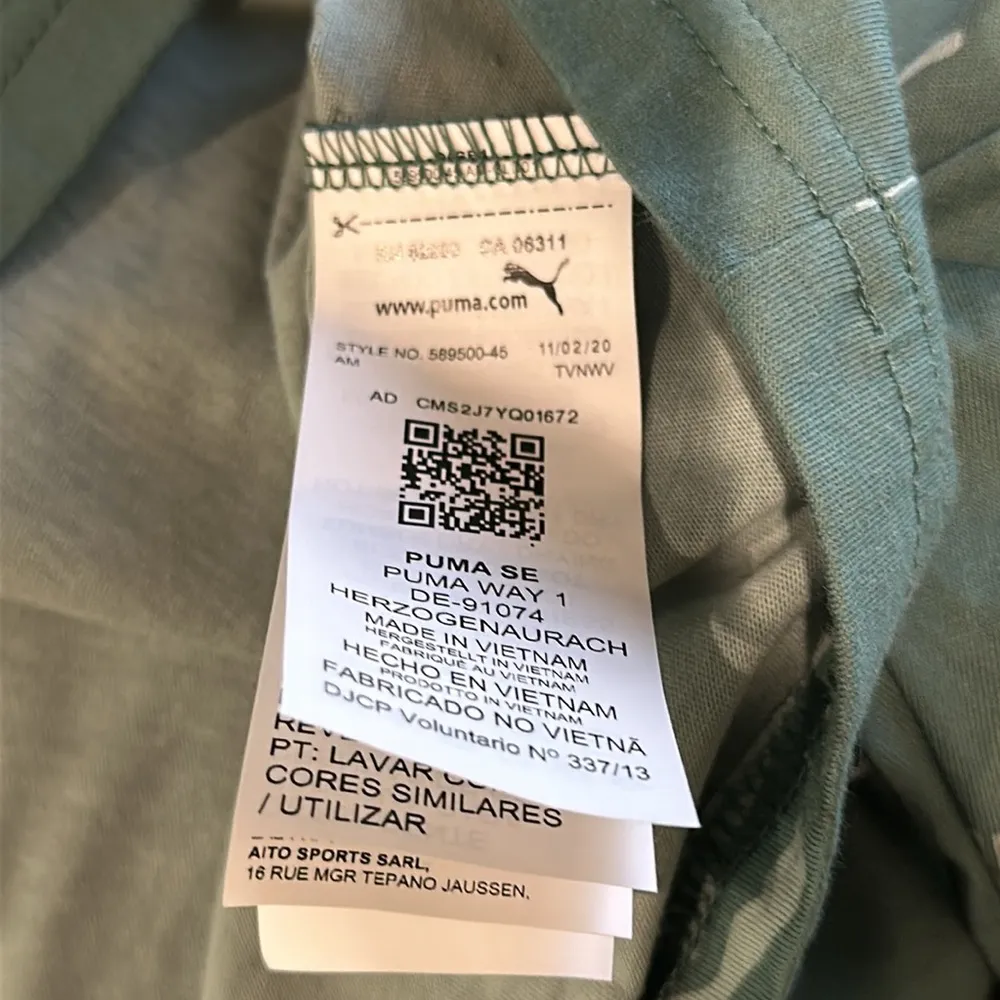 CA 06311
www.puma.com
STYLE NO. 589500-45 11/02/20
AM TVNWV
AD CMS2J7YQ01672
PUMA SE
PUMA WAY 1
DE-91074
HERZOGENAURACH
MADE IN VIETNAM
HERGESTELLT IN VIETNAM
FABRIQUÉ AU VIETNAM
HECHO EN VIETNAM
PRODOTTO IN VIETNAM
FABRICADO NO VIETNÃ
DJCP Voluntario Nº 337/13
PT: LAVAR
CORES SIMILARES
/ UTILIZAR
AITO SPORTS SARL,
16 RUE MGR TEPANO JAUSSEN,